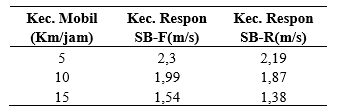 Kec. Mobil Kec. Respon Kec. Respon
(Km/jam) SB-F(m/s) SB-R(m/s)
5 2,3 2,19
10 1,99 1,87
15 1,54 1,38